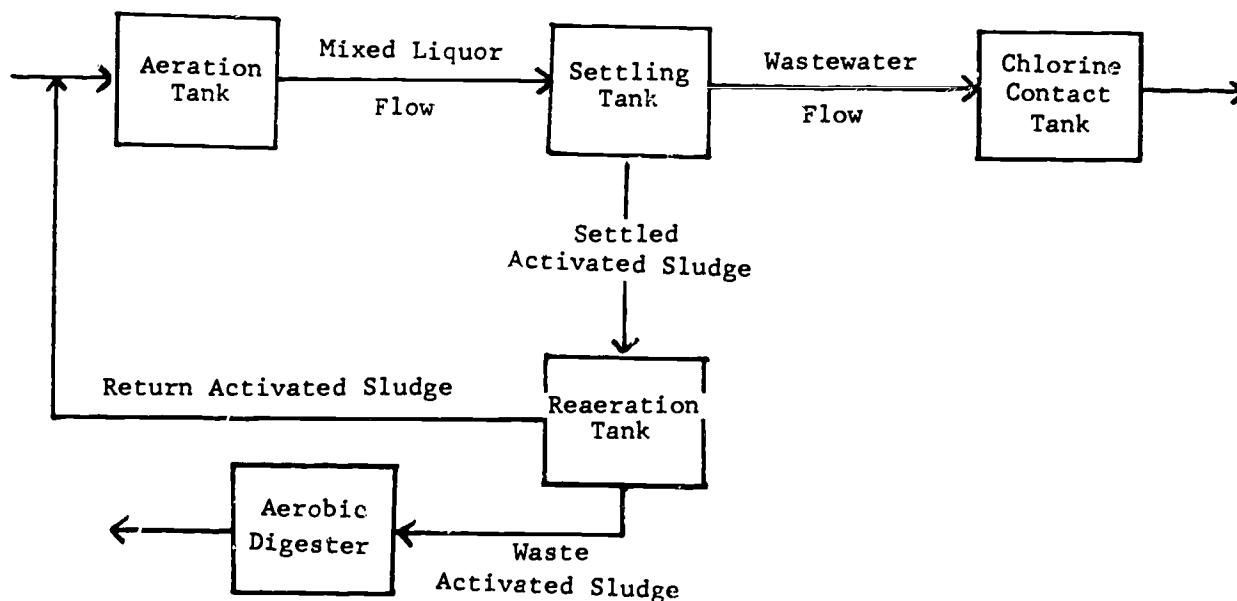 Aeration
Tank
Mixed Liquor
Flow
Settling
Tank
Wastewater
Flow
Chlorine
Contact
Tank
Settled
Activated Sludge
Return Activated Sludge
Reaeration
Tank
Aerobic
Digester
Waste
Activated Sludge